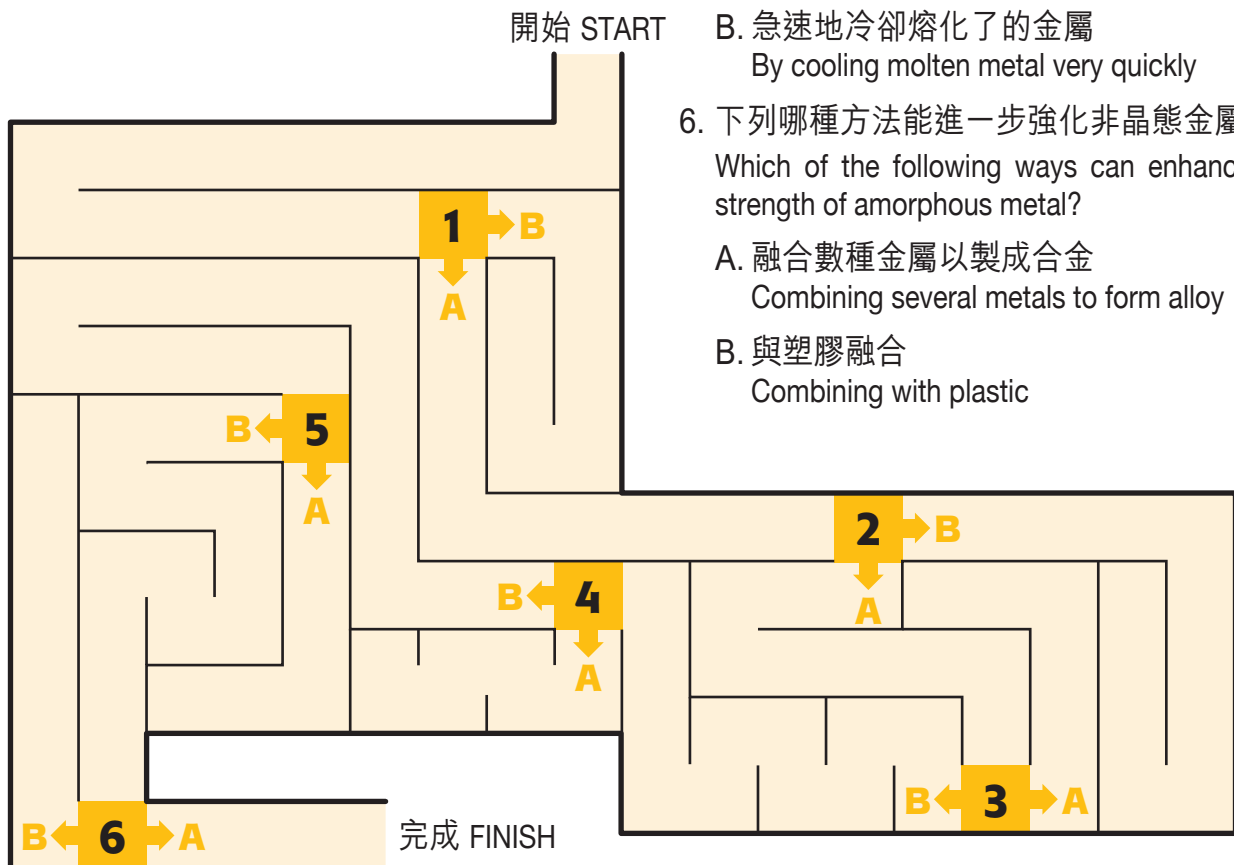 開始 START
B. 急速地冷卻熔化了的金屬
By cooling molten metal very quickly
6. 下列哪種方法能進一步強化非晶態金屬
Which of the following ways can enhanc
strength of amorphous metal?
A. 融合數種金屬以製成合金
Combining several metals to form alloy
B. 與塑膠融合
Combining with plastic
1 B
A
B 5
A
2 B
A
B 4
A
B 3 A
B 6 A
完成 FINISH